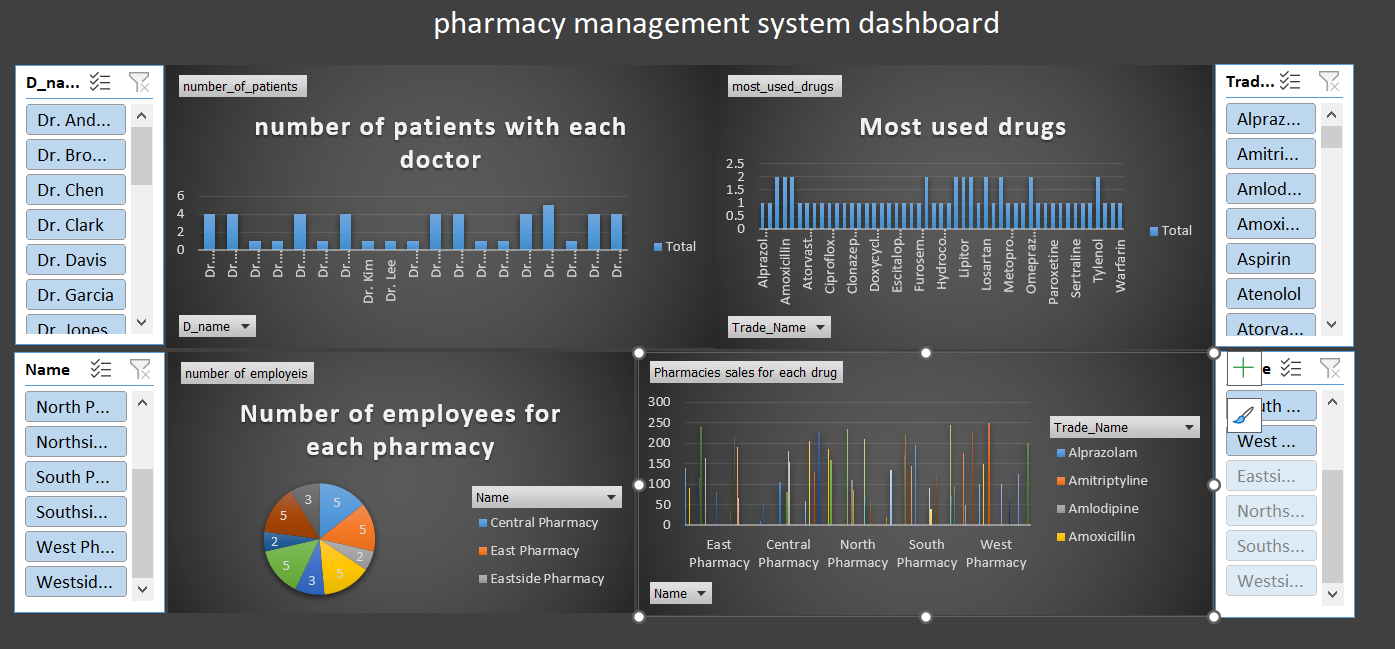 pharmacy management system dashboard
D_na...
Dr. And...
Dr. Bro...
Dr. Chen
Dr. Clark
Dr. Davis
Dr. Garcia
Dr. Jones
number_of_patients
number of patients with each
doctor
6
4
2
0
Dr....
Dr....
Dr....
Dr....
Dr....
Dr....
Dr....
Dr. Kim
Dr. Lee
Dr....
Dr....
Dr....
Dr....
Dr....
Dr....
Dr....
Dr....
Dr....
Dr....
Total
D_name
most_used_drugs
Most used drugs
2.5
2
1.5
1
0.5
0
Alprazol...
Amoxicillin
Atorvast...
Ciproflox...
Clonazep...
Doxycycl...
Escitalop...
Furosem...
Hydroco...
Lipitor
Losartan
Metopro...
Omepraz...
Paroxetine
Sertraline
Tylenol
Warfarin
Total
Trade_Name
Trad...
Alpraz...
Amitri...
Amlod...
Amoxi...
Aspirin
Atenolol
Atorva...
Name
North P...
Northsi...
South P...
Southsi...
West Ph...
Westsid...
number of employeis
Number of employees for
each pharmacy
5
5
2
5
3
5
2
5
3
Name
Central Pharmacy
East Pharmacy
Eastside Pharmacy
Pharmacies sales for each drug
300
250
200
150
100
50
0
East
Pharmacy
Central
Pharmacy
North
Pharmacy
South
Pharmacy
West
Pharmacy
Trade_Name
Alprazolam
Amitriptyline
Amlodipine
Amoxicillin
Name
West ...
Eastsi...
Norths...
Souths...
Westsi...